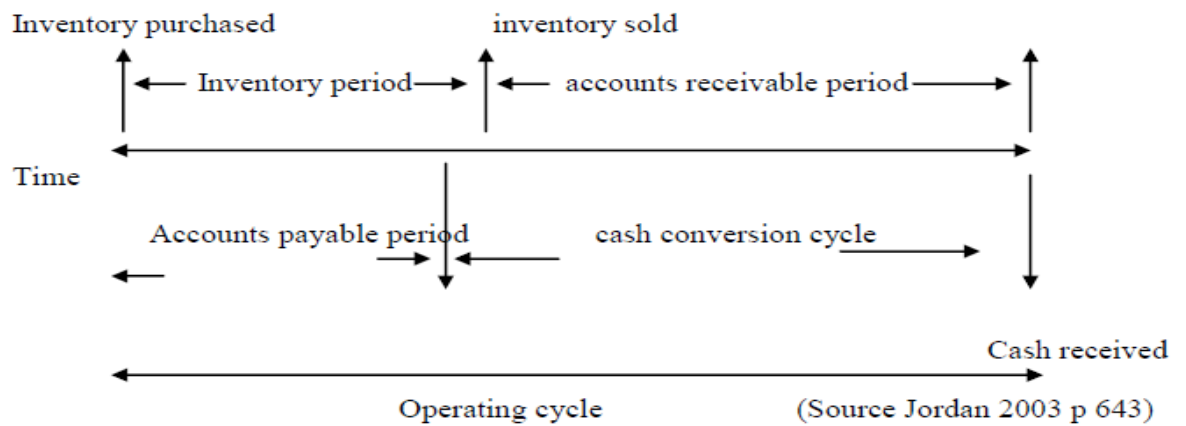 Inventory purchased inventory sold
Inventory period accounts receivable period
Time
Accounts payable period cash conversion cycle
Cash received
Operating cycle (Source Jordan 2003 p 643)